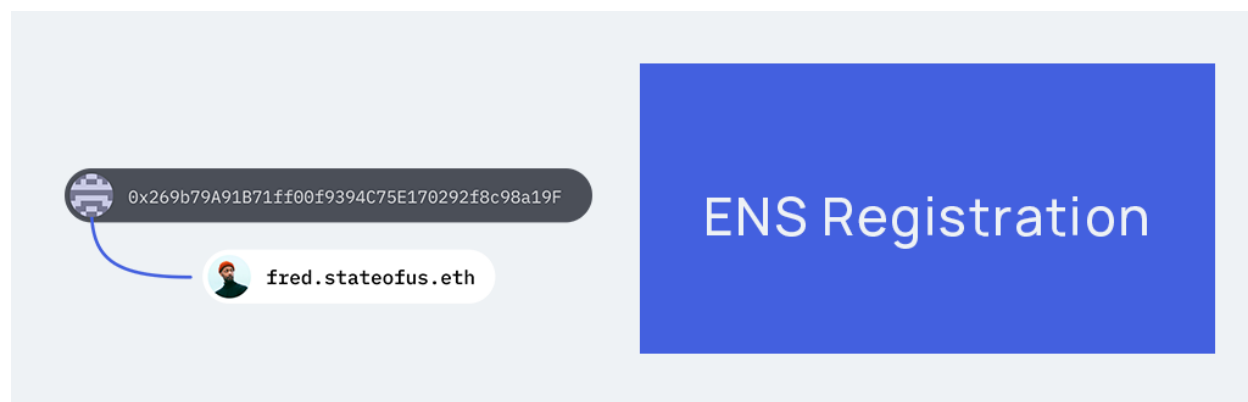 0x269b79A91B71ff00f9394C75E170292f8c98a19F
fred.stateofus.eth
ENS Registration